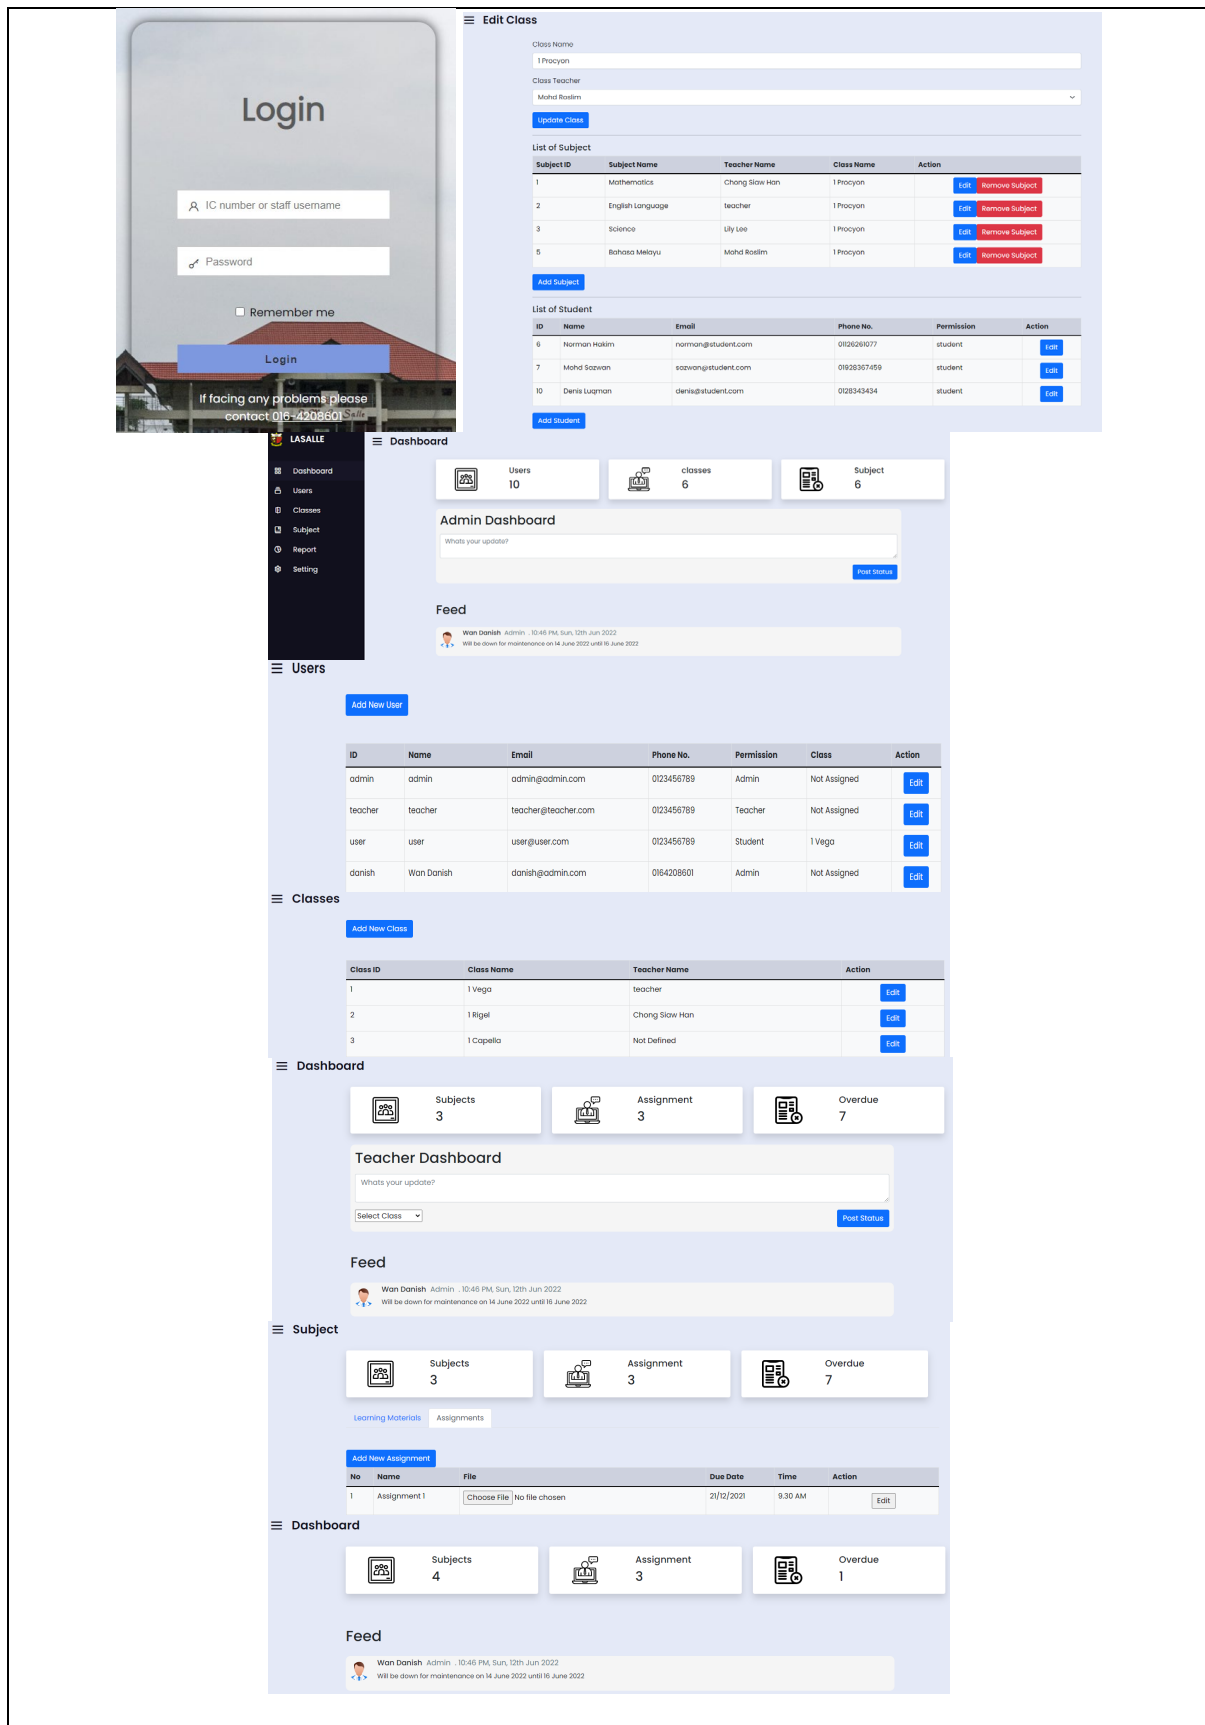 Login
IC number or staff username
Password
Remember me
Login
If facing any problems please
contact 016-4208601
Salle
Edit Class
Class Name
1 Procyon
Class Teacher
Mohd Roslim
Update Class
List of Subject
Subject ID Subject Name Teacher Name Class Name Action
1 Mathematics Chong Siaw Han 1 Procyon Edit Remove Subject
2 English Language teacher 1 Procyon Edit Remove Subject
3 Science Lily Lee 1 Procyon Edit Remove Subject
5 Bahasa Melayu Mohd Roslim 1 Procyon Edit Remove Subject
Add Subject
List of Student
ID Name Email Phone No. Permission Action
6 Norman Hakim norman@student.com 01126261077 student Edit
7 Mohd Sazwan sazwan@student.com 01928367459 student Edit
10 Denis Luqman denis@student.com 0128343434 student Edit
Add Student
LASALLE
Dashboard
Users
Classes
Subject
Report
Setting
Dashboard
Users classes Subject
10 6 6
Admin Dashboard
Whats your update?
Post Status
Feed
Wan Danish Admin . 10:46 PM, Sun, 12th Jun 2022
Will be down for maintenance on 14 June 2022 until 16 June 2022
Users
Add New User
ID Name Email Phone No. Permission Class Action
admin admin admin@admin.com 0123456789 Admin Not Assigned Edit
teacher teacher teacher@teacher.com 0123456789 Teacher Not Assigned Edit
user user user@user.com 0123456789 Student 1 Vega Edit
danish Wan Danish danish@admin.com 0164208601 Admin Not Assigned Edit
Classes
Add New Class
Class ID Class Name Teacher Name Action
1 1 Vega teacher Edit
2 1 Rigel Chong Siaw Han Edit
3 1 Capella Not Defined Edit
Dashboard
Subjects Assignment Overdue
3 3 7
Teacher Dashboard
Whats your update?
Select Class Post Status
Feed
Wan Danish Admin . 10:46 PM, Sun, 12th Jun 2022
Will be down for maintenance on 14 June 2022 until 16 June 2022
Subject
Subjects Assignment Overdue
3 3 7
Learning Materials Assignments
Add New Assignment
No Name File Due Date Time Action
1 Assignment 1 Choose File No file chosen 21/12/2021 9.30 AM Edit
Dashboard
Subjects Assignment Overdue
4 3 1
Feed
Wan Danish Admin . 10:46 PM, Sun, 12th Jun 2022
Will be down for maintenance on 14 June 2022 until 16 June 2022